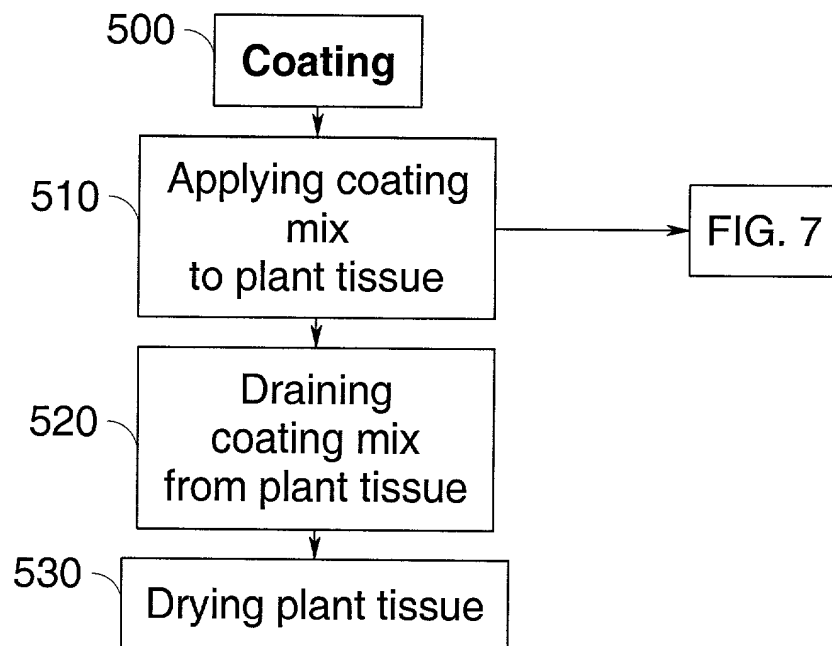 500
Coating
510
Applying coating
mix
to plant tissue
FIG. 7
520
Draining
coating mix
from plant tissue
530
Drying plant tissue